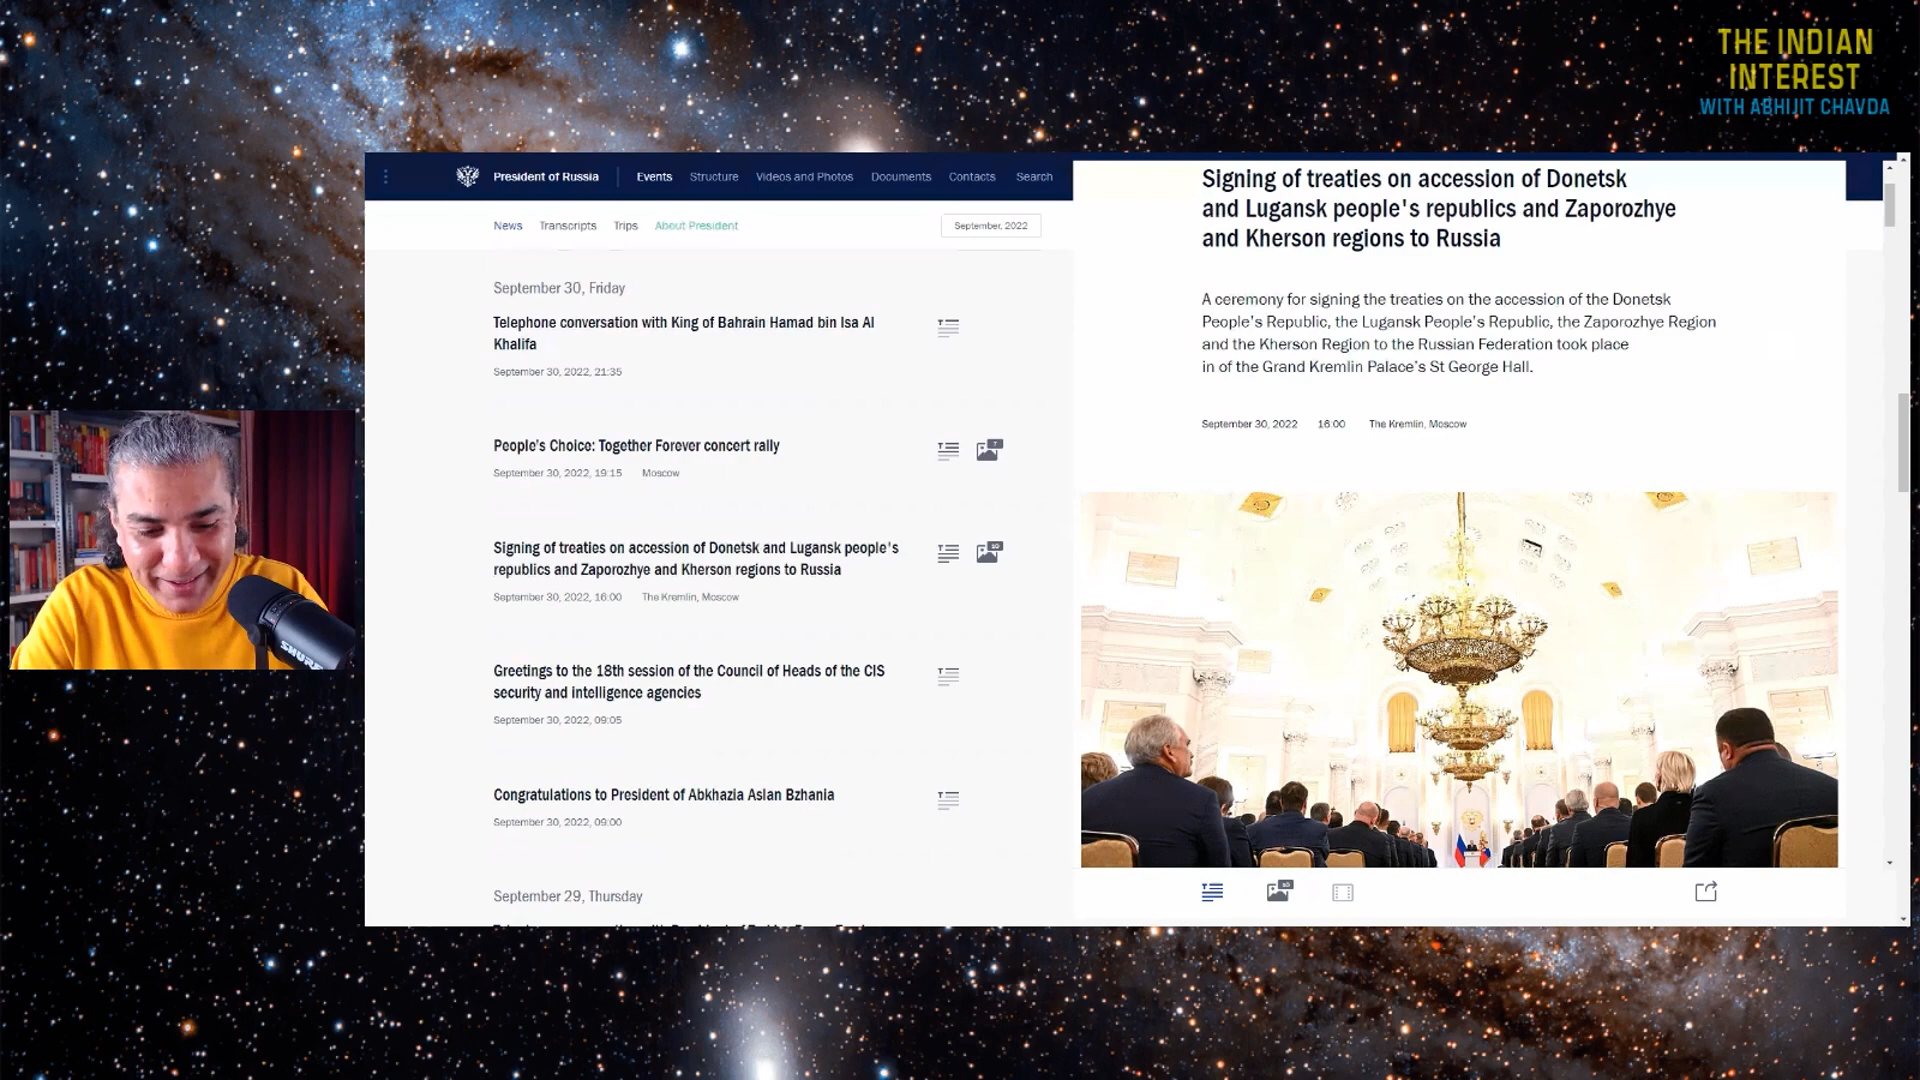 THE INDIAN
INTEREST
WITH ABHIJIT CHAVDA
President of Russia
Events
Structure
Videos and Photos
Documents
Contacts
Search
News
Transcripts
Trips
About President
September, 2022
September 30, Friday
Telephone conversation with King of Bahrain Hamad bin Isa Al
Khalifa
September 30, 2022, 21:35
People's Choice: Together Forever concert rally
September 30, 2022, 19:15 Moscow
Signing of treaties on accession of Donetsk and Lugansk people's
republics and Zaporozhye and Kherson regions to Russia
September 30, 2022, 16:00 The Kremlin, Moscow
Greetings to the 18th session of the Council of Heads of the CIS
security and intelligence agencies
September 30, 2022, 09:05
Congratulations to President of Abkhazia Aslan Bzhania
September 30, 2022, 09:00
September 29, Thursday
Signing of treaties on accession of Donetsk
and Lugansk people's republics and Zaporozhye
and Kherson regions to Russia
A ceremony for signing the treaties on the accession of the Donetsk
People's Republic, the Lugansk People's Republic, the Zaporozhye Region
and the Kherson Region to the Russian Federation took place
in of the Grand Kremlin Palace's St George Hall.
September 30, 2022 16:00 The Kremlin, Moscow
SHURE